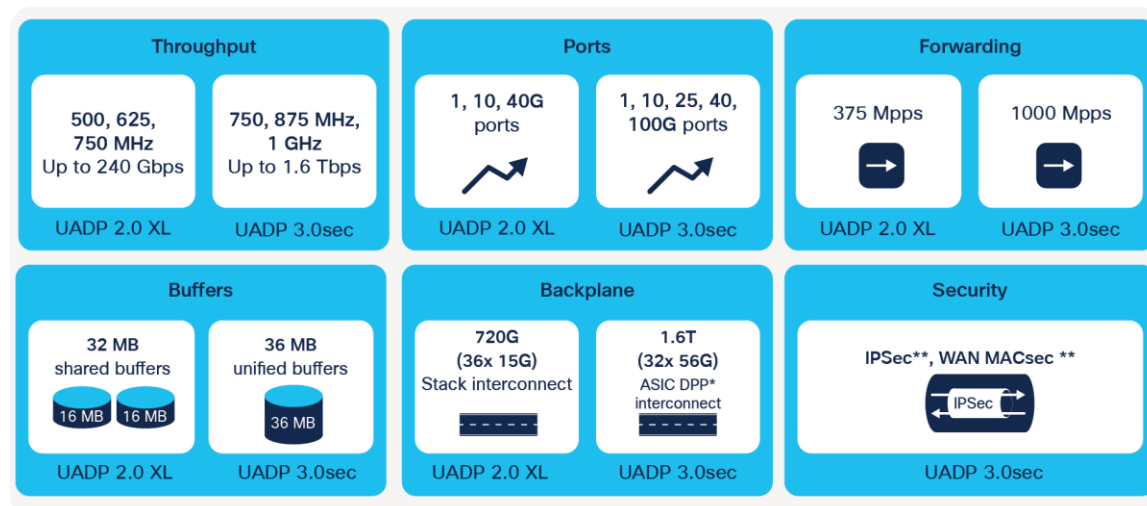 Throughput
500, 625,
750 MHz
Up to 240 Gbps
UADP 2.0 XL
750, 875 MHz,
1 GHz
Up to 1.6 Tbps
UADP 3.0sec
Ports
1, 10, 40G
ports
UADP 2.0 XL
1, 10, 25, 40,
100G ports
UADP 3.0sec
Forwarding
375 Mpps
UADP 2.0 XL
1000 Mpps
UADP 3.0sec
Buffers
32 MB
shared buffers
16 MB
16 MB
UADP 2.0 XL
36 MB
unified buffers
36 MB
UADP 3.0sec
Backplane
720G
(36x 15G)
Stack interconnect
UADP 2.0 XL
1.6T
(32x 56G)
ASIC DPP*
interconnect
UADP 3.0sec
Security
IPSec**, WAN MACsec **
IPSec
UADP 3.0sec